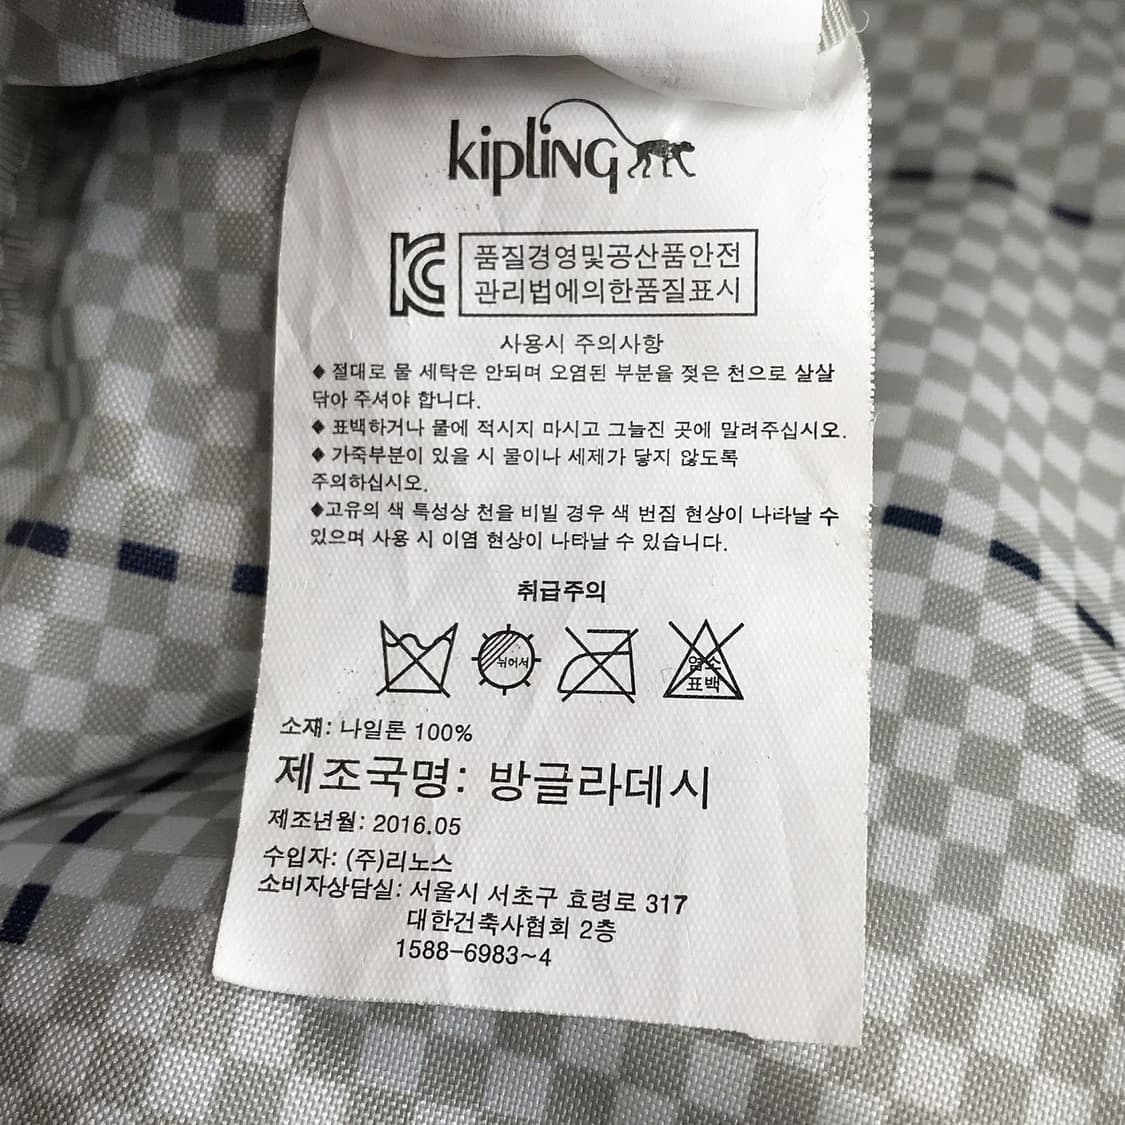 kipling
KC
품질경영및공산품안전
관리법에의한품질표시
사용시 주의사항
◆ 절대로 물 세탁은 안되며 오염된 부분을 젖은 천으로 살살
닦아 주셔야 합니다.
◆ 표백하거나 물에 적시지 마시고 그늘진 곳에 말려주십시오.
◆ 가죽부분이 있을 시 물이나 세제가 닿지 않도록
주의하십시오.
◆고유의 색 특성상 천을 비빌 경우 색 번짐 현상이 나타날 수
있으며 사용 시 이염 현상이 나타날 수 있습니다.
취급주의
뉘어서
염소
표백
소재: 나일론 100%
제조국명: 방글라데시
제조년월: 2016.05
수입자: (주)리노스
소비자상담실: 서울시 서초구 효령로 317
대한건축사협회 2층
1588-6983~4